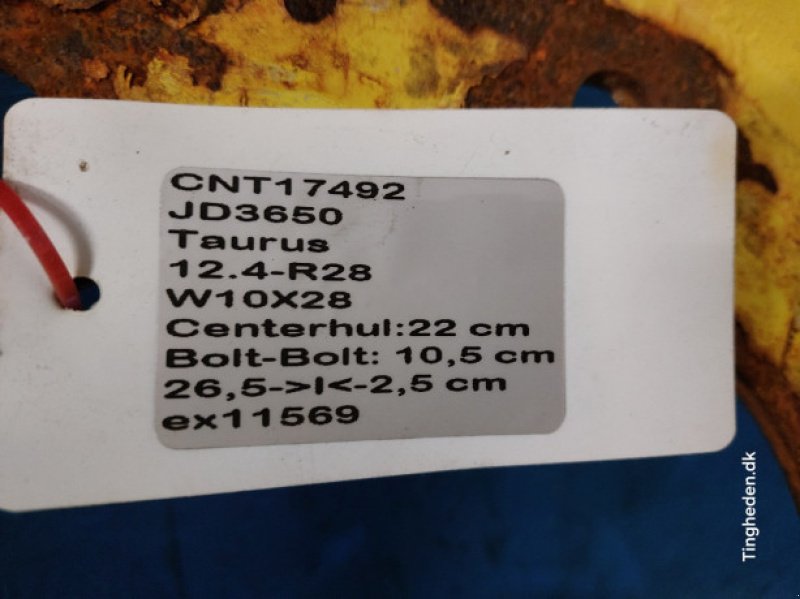 CNT17492
JD3650
Taurus
12.4-R28
W10X28
Centerhul:22 cm
Bolt-Bolt: 10,5 cm
26,5->I<-2,5 cm
ex11569
Tingheden.dk